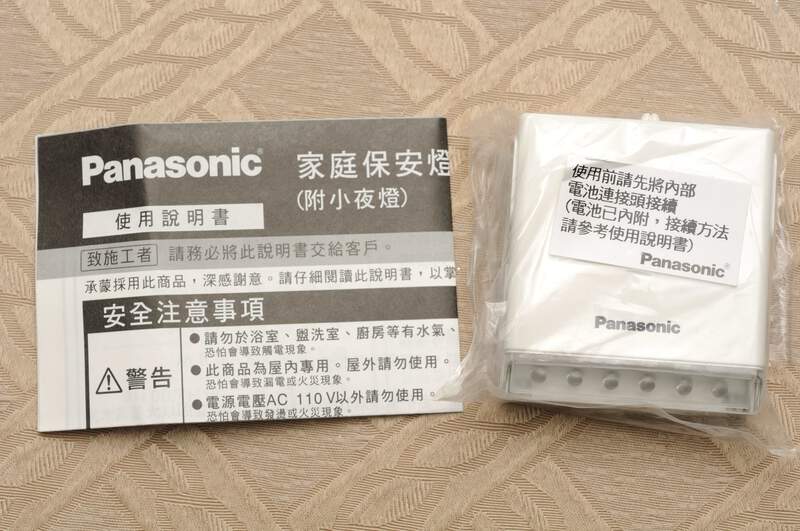 Panasonic®
家庭保安燈
(附小夜燈)
使用說明書
致施工者 請務必將此說明書交給客戶。
承蒙採用此商品，深感謝意。請仔細閱讀此說明書，以掌
安全注意事項
警告
●請勿於浴室、盥洗室、廚房等有水氣、
恐怕會導致觸電現象。
●此商品為屋內專用。屋外請勿使用。
恐怕會導致漏電或火災現象。
●電源電壓AC 110V以外請勿使用。
恐怕會導致發燙或火災現象。
使用前請先將內部
電池連接頭接續
(電池已內附，接續方法
請參考使用說明書)
Panasonic®
Panasonic